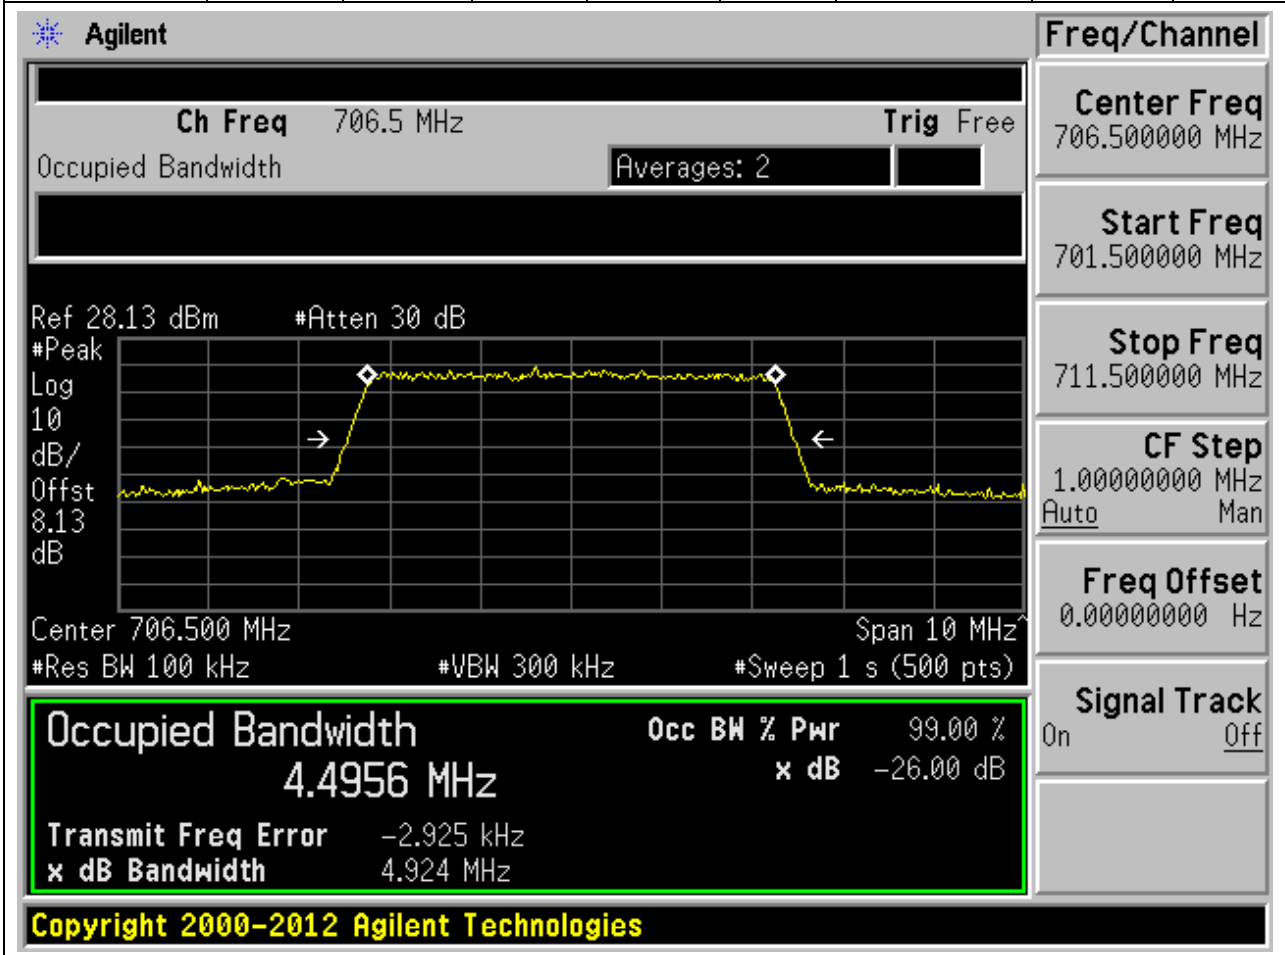 Agilent
Freq/Channel
Ch Freq 706.5 MHz Trig Free
Occupied Bandwidth Averages: 2
Ref 28.13 dBm #Atten 30 dB
#Peak
Log
10
dB/
Offst
8.13
dB
Center 706.500 MHz Span 10 MHz^
#Res BW 100 kHz #VBW 300 kHz #Sweep 1 s (500 pts)
Occupied Bandwidth Occ BW % Pwr 99.00 %
4.4956 MHz x dB -26.00 dB
Transmit Freq Error -2.925 kHz
x dB Bandwidth 4.924 MHz
Center Freq
706.500000 MHz
Start Freq
701.500000 MHz
Stop Freq
711.500000 MHz
CF Step
1.00000000 MHz
Auto Man
Freq Offset
0.00000000 Hz
Signal Track
On Off
Copyright 2000-2012 Agilent Technologies